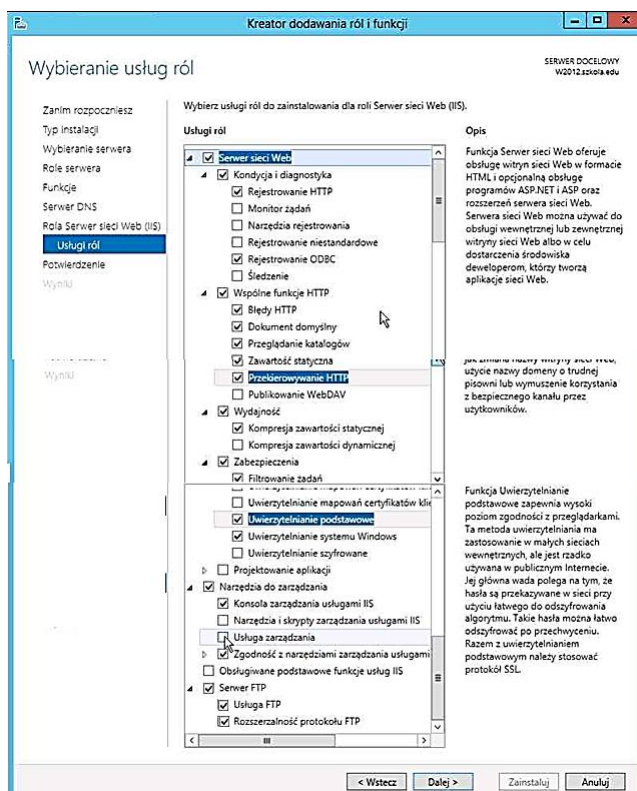 Kreator dodawania ról i funkcji
Wybieranie usług ról
SERWER DOCELOWY
W2012.szkola.edu
Zanim rozpoczniesz
Typ instalacji
Wybieranie serwera
Role serwera
Funkcje
Serwer DNS
Rola Serwer sieci Web (IIS)
Usługi ról
Potwierdzenie
Wyniki
Wyniki
Wybierz usługi ról do zainstalowania dla roli Serwer sieci Web (IIS).
Usługi ról
Serwer sieci Web
Kondycja i diagnostyka
Rejestrowanie HTTP
Monitor żądań
Narzędzia rejestrowania
Rejestrowanie niestandardowe
Rejestrowanie ODBC
Śledzenie
Wspólne funkcje HTTP
Błędy HTTP
Dokument domyślny
Przeglądanie katalogów
Zawartość statyczna
Przekierowywanie HTTP
Publikowanie WebDAV
Wydajność
Kompresja zawartości statycznej
Kompresja zawartości dynamicznej
Zabezpieczenia
Filtrowanie żądań
Uwierzytelnianie mapowań certyfikatów klie
Uwierzytelnianie podstawowe
Uwierzytelnianie systemu Windows
Uwierzytelnianie szyfrowane
Projektowanie aplikacji
Narzędzia do zarządzania
Konsola zarządzania usługami IIS
Narzędzia i skrypty zarządzania usługami IIS
Usługa zarządzania
Zgodność z narzędziami zarządzania usługami
Obsługiwane podstawowe funkcje usług IIS
Serwer FTP
Usługa FTP
Rozszerzalność protokołu FTP
Opis
Funkcja Serwer sieci Web oferuje
obsługę witryn sieci Web w formacie
HTML i opcjonalną obsługę
programów ASP.NET i ASP oraz
rozszerzeń serwera sieci Web.
Serwera sieci Web można używać do
obsługi wewnętrznej lub zewnętrznej
witryny sieci Web albo w celu
dostarczenia środowiska
deweloperom, którzy tworzą
aplikacje sieci Web.
jak zmiana nazwy witryny sieci Web,
użycie nazwy domeny o trudnej
pisowni lub wymuszenie korzystania
z bezpiecznego kanału przez
użytkowników.
Funkcja Uwierzytelnianie
podstawowe zapewnia wysoki
poziom zgodności z przeglądarkami.
Ta metoda uwierzytelniania ma
zastosowanie w małych sieciach
wewnętrznych, ale jest rzadko
używana w publicznym Internecie.
Jej główna wada polega na tym, że
hasła są przekazywane w sieci przy
użyciu łatwego do odszyfrowania
algorytmu. Takie hasła można łatwo
odszyfrować po przechwyceniu.
Razem z uwierzytelnianiem
podstawowym należy stosować
protokół SSL.
< Wstecz
Dalej >
Zainstaluj
Anuluj